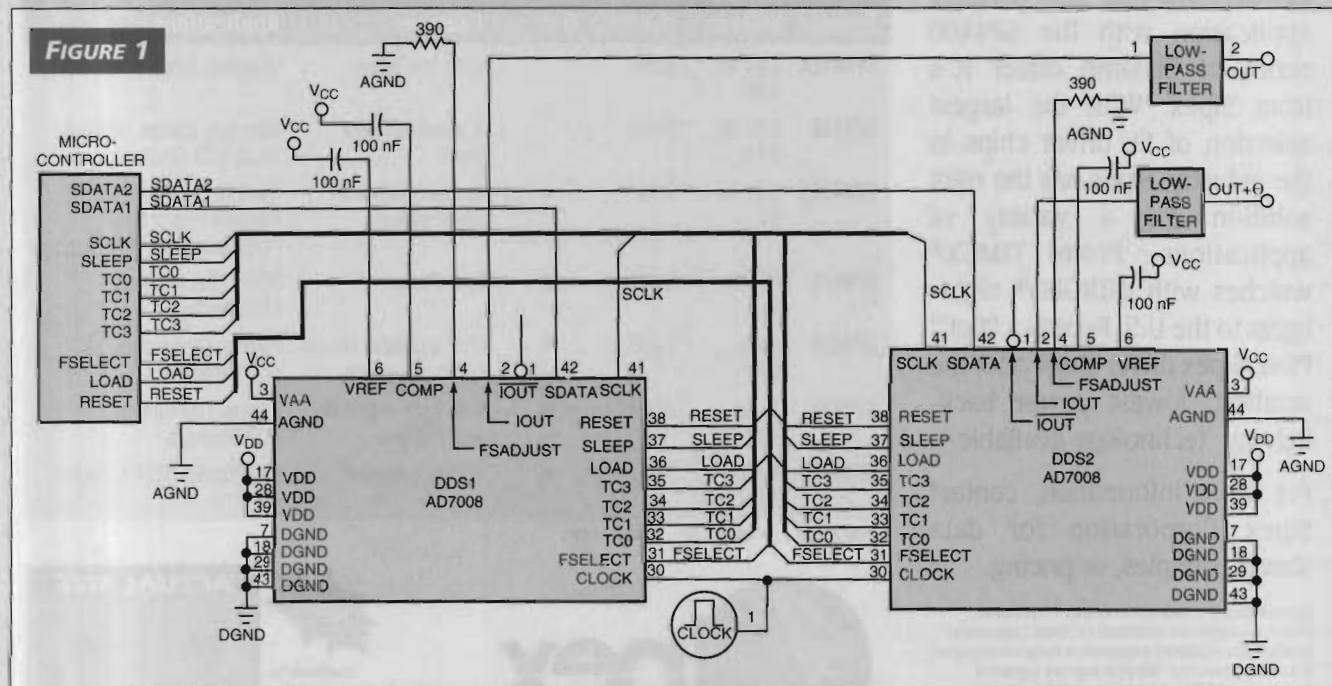 FIGURE 1
390
AGND
VCC
VCC
100 nF
100 nF
MICRO-
CONTROLLER
SDATA2
SDATA1
SCLK
SLEEP
TC0
TC1
TC2
TC3
FSELECT
LOAD
RESET
SDATA2
SDATA1
SCLK
SLEEP
TC0
TC1
TC2
TC3
FSELECT
LOAD
RESET
VCC
3
44
AGND
VDD
17
28
39
7
18
29
43
DGND
6 5 4 2 1 42 41
VREF COMP IOUT SDATA SCLK
IOUT
FSADJUST
VAA
AGND
VDD
VDD
VDD
DGND
DGND
DGND
DGND
DDS1
AD7008
RESET
SLEEP
LOAD
TC3
TC2
TC1
TC0
FSELECT
CLOCK
38 RESET
37 SLEEP
36 LOAD
35 TC3
34 TC2
33 TC1
32 TC0
31 FSELECT
30
SCLK
CLOCK
1
RESET 38
SLEEP 37
LOAD 36
TC3 35
TC2 34
TC1 33
TC0 32
FSELECT 31
30
RESET
SLEEP
LOAD
TC3
TC2
TC1
TC0
FSELECT
CLOCK
SCLK
41 42 1 2 4 5 6
SCLK SDATA COMP VREF
FSADJUST
IOUT
IOUT
DDS2
AD7008
VAA
AGND
VDD
VDD
VDD
DGND
DGND
DGND
DGND
VCC
3
44
AGND
VDD
17
28
39
7
18
29
43
DGND
1
LOW-
PASS
FILTER
2
OUT
390
AGND
VCC
100 nF
LOW-
PASS
FILTER
OUT+Θ
VCC
100 nF